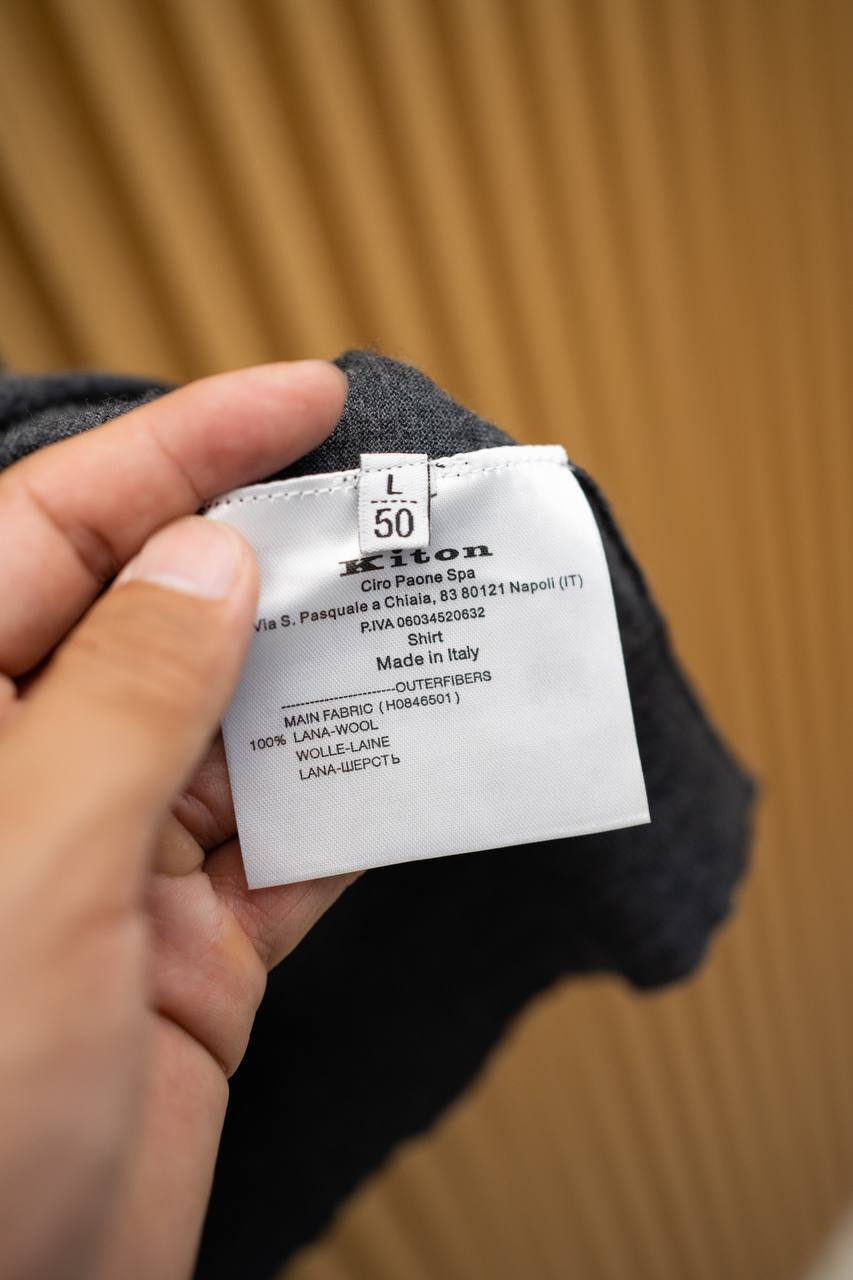 L
50
Kiton
Ciro Paone Spa
Via S. Pasquale a Chiaia, 83 80121 Napoli (IT)
P.IVA 06034520632
Shirt
Made in Italy
------------------------OUTERFIBERS
MAIN FABRIC (H0846501)
100% LANA-WOOL
WOLLE-LAINE
LANA-ШЕРСТЬ